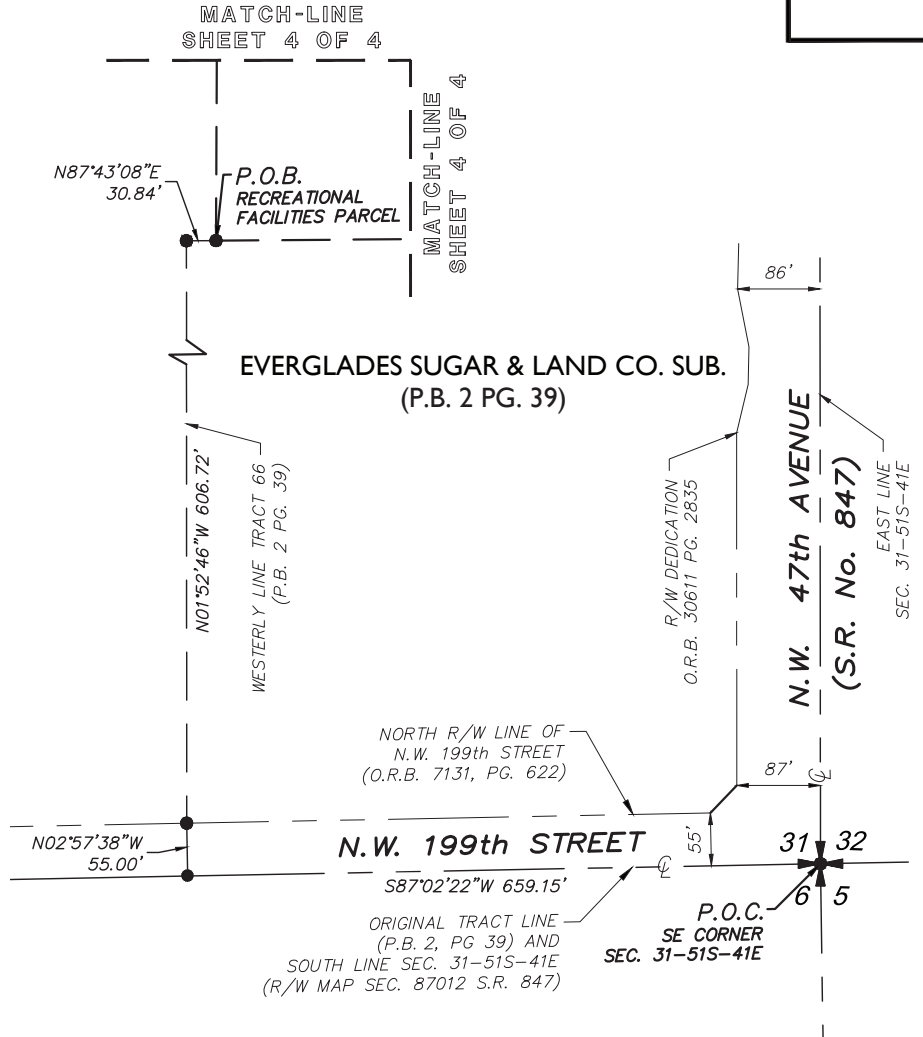 MATCH-LINE
SHEET 4 OF 4
MATCH-LINE
SHEET 4 OF 4
N87°43'08"E
30.84'
P.O.B.
RECREATIONAL
FACILITIES PARCEL
86'
EVERGLADES SUGAR & LAND CO. SUB.
(P.B. 2 PG. 39)
N01°52'46"W 606.72'
WESTERLY LINE TRACT 66
(P.B. 2 PG. 39)
R/W DEDICATION
O.R.B. 30611 PG. 2835
N.W. 47th AVENUE
(S.R. No. 847)
EAST LINE
SEC. 31-51S-41E
NORTH R/W LINE OF
N.W. 199th STREET
(O.R.B. 7131, PG. 622)
87'
℄
N02°57'38"W
55.00'
N.W. 199th STREET
55'
℄
31 32
6 5
S87°02'22"W 659.15'
ORIGINAL TRACT LINE
(P.B. 2, PG 39) AND
SOUTH LINE SEC. 31-51S-41E
(R/W MAP SEC. 87012 S.R. 847)
P.O.C.
SE CORNER
SEC. 31-51S-41E